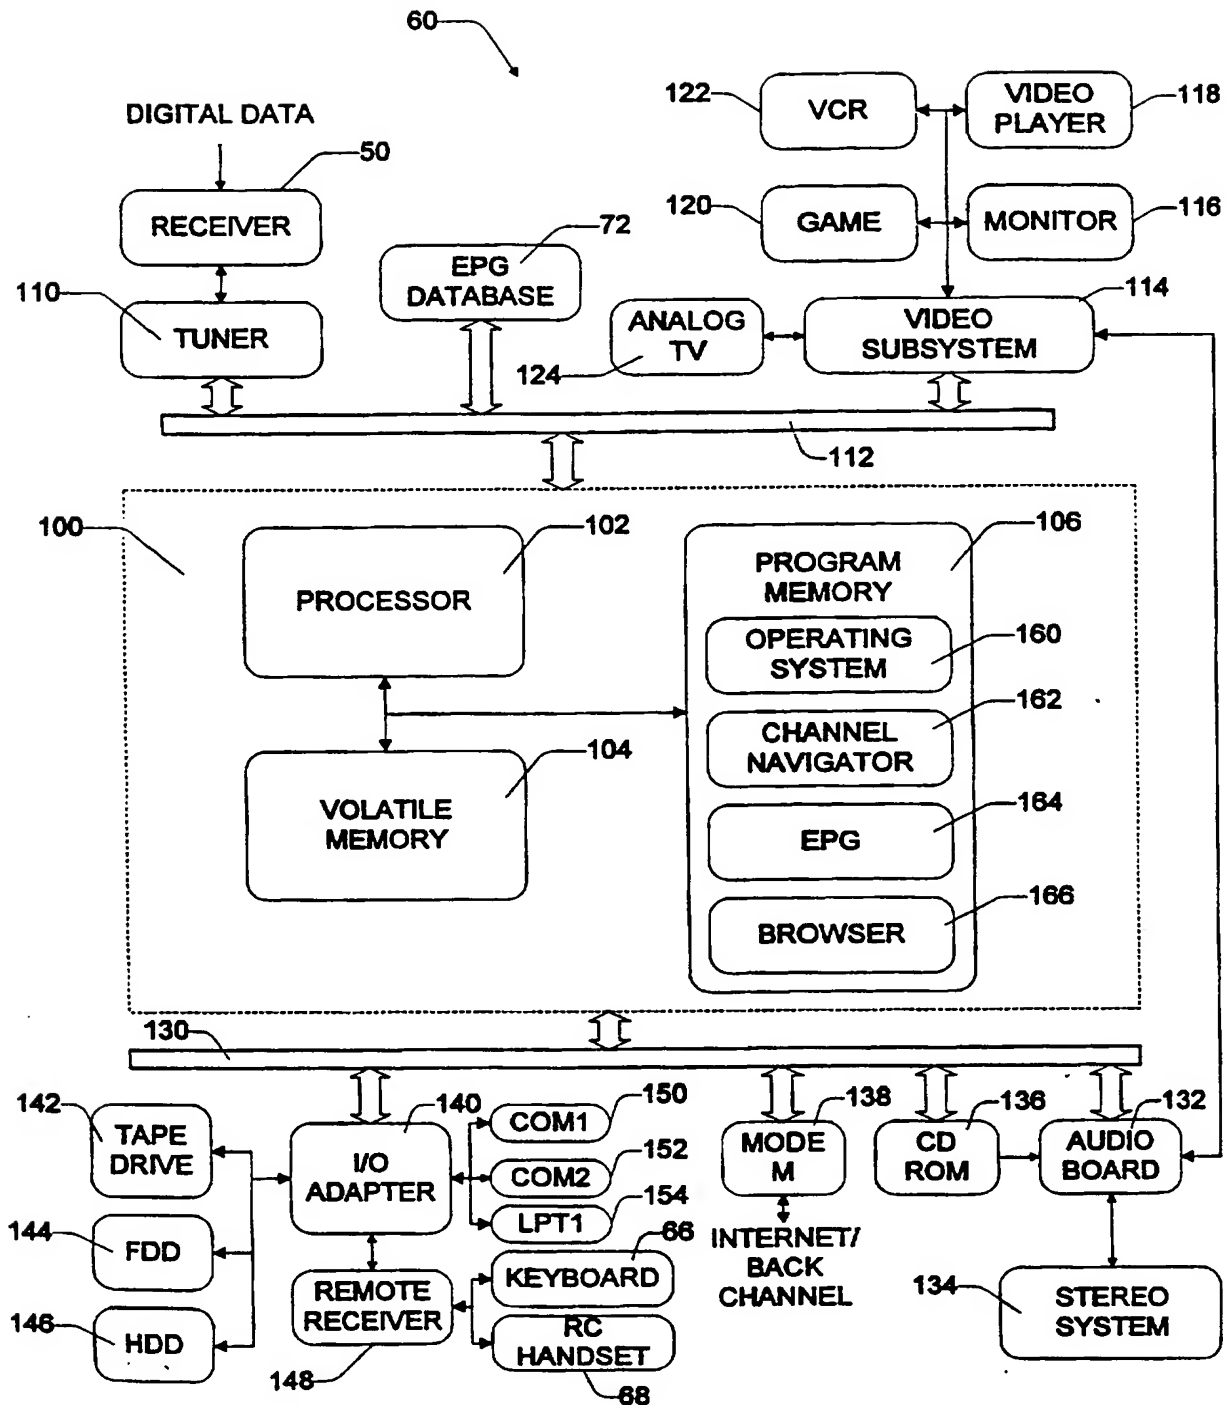 60
DIGITAL DATA
50
RECEIVER
110
TUNER
72
EPG
DATABASE
122
VCR
VIDEO
PLAYER
118
120
GAME
MONITOR
116
ANALOG
TV
124
VIDEO
SUBSYSTEM
114
112
100
102
PROCESSOR
104
VOLATILE
MEMORY
106
PROGRAM
MEMORY
OPERATING
SYSTEM
160
162
CHANNEL
NAVIGATOR
164
EPG
166
BROWSER
130
142
TAPE
DRIVE
144
FDD
146
HDD
140
I/O
ADAPTER
COM1
150
COM2
152
LPT1
154
REMOTE
RECEIVER
148
66
KEYBOARD
RC
HANDSET
68
138
MODE
M
INTERNET/
BACK
CHANNEL
136
CD
ROM
132
AUDIO
BOARD
134
STEREO
SYSTEM